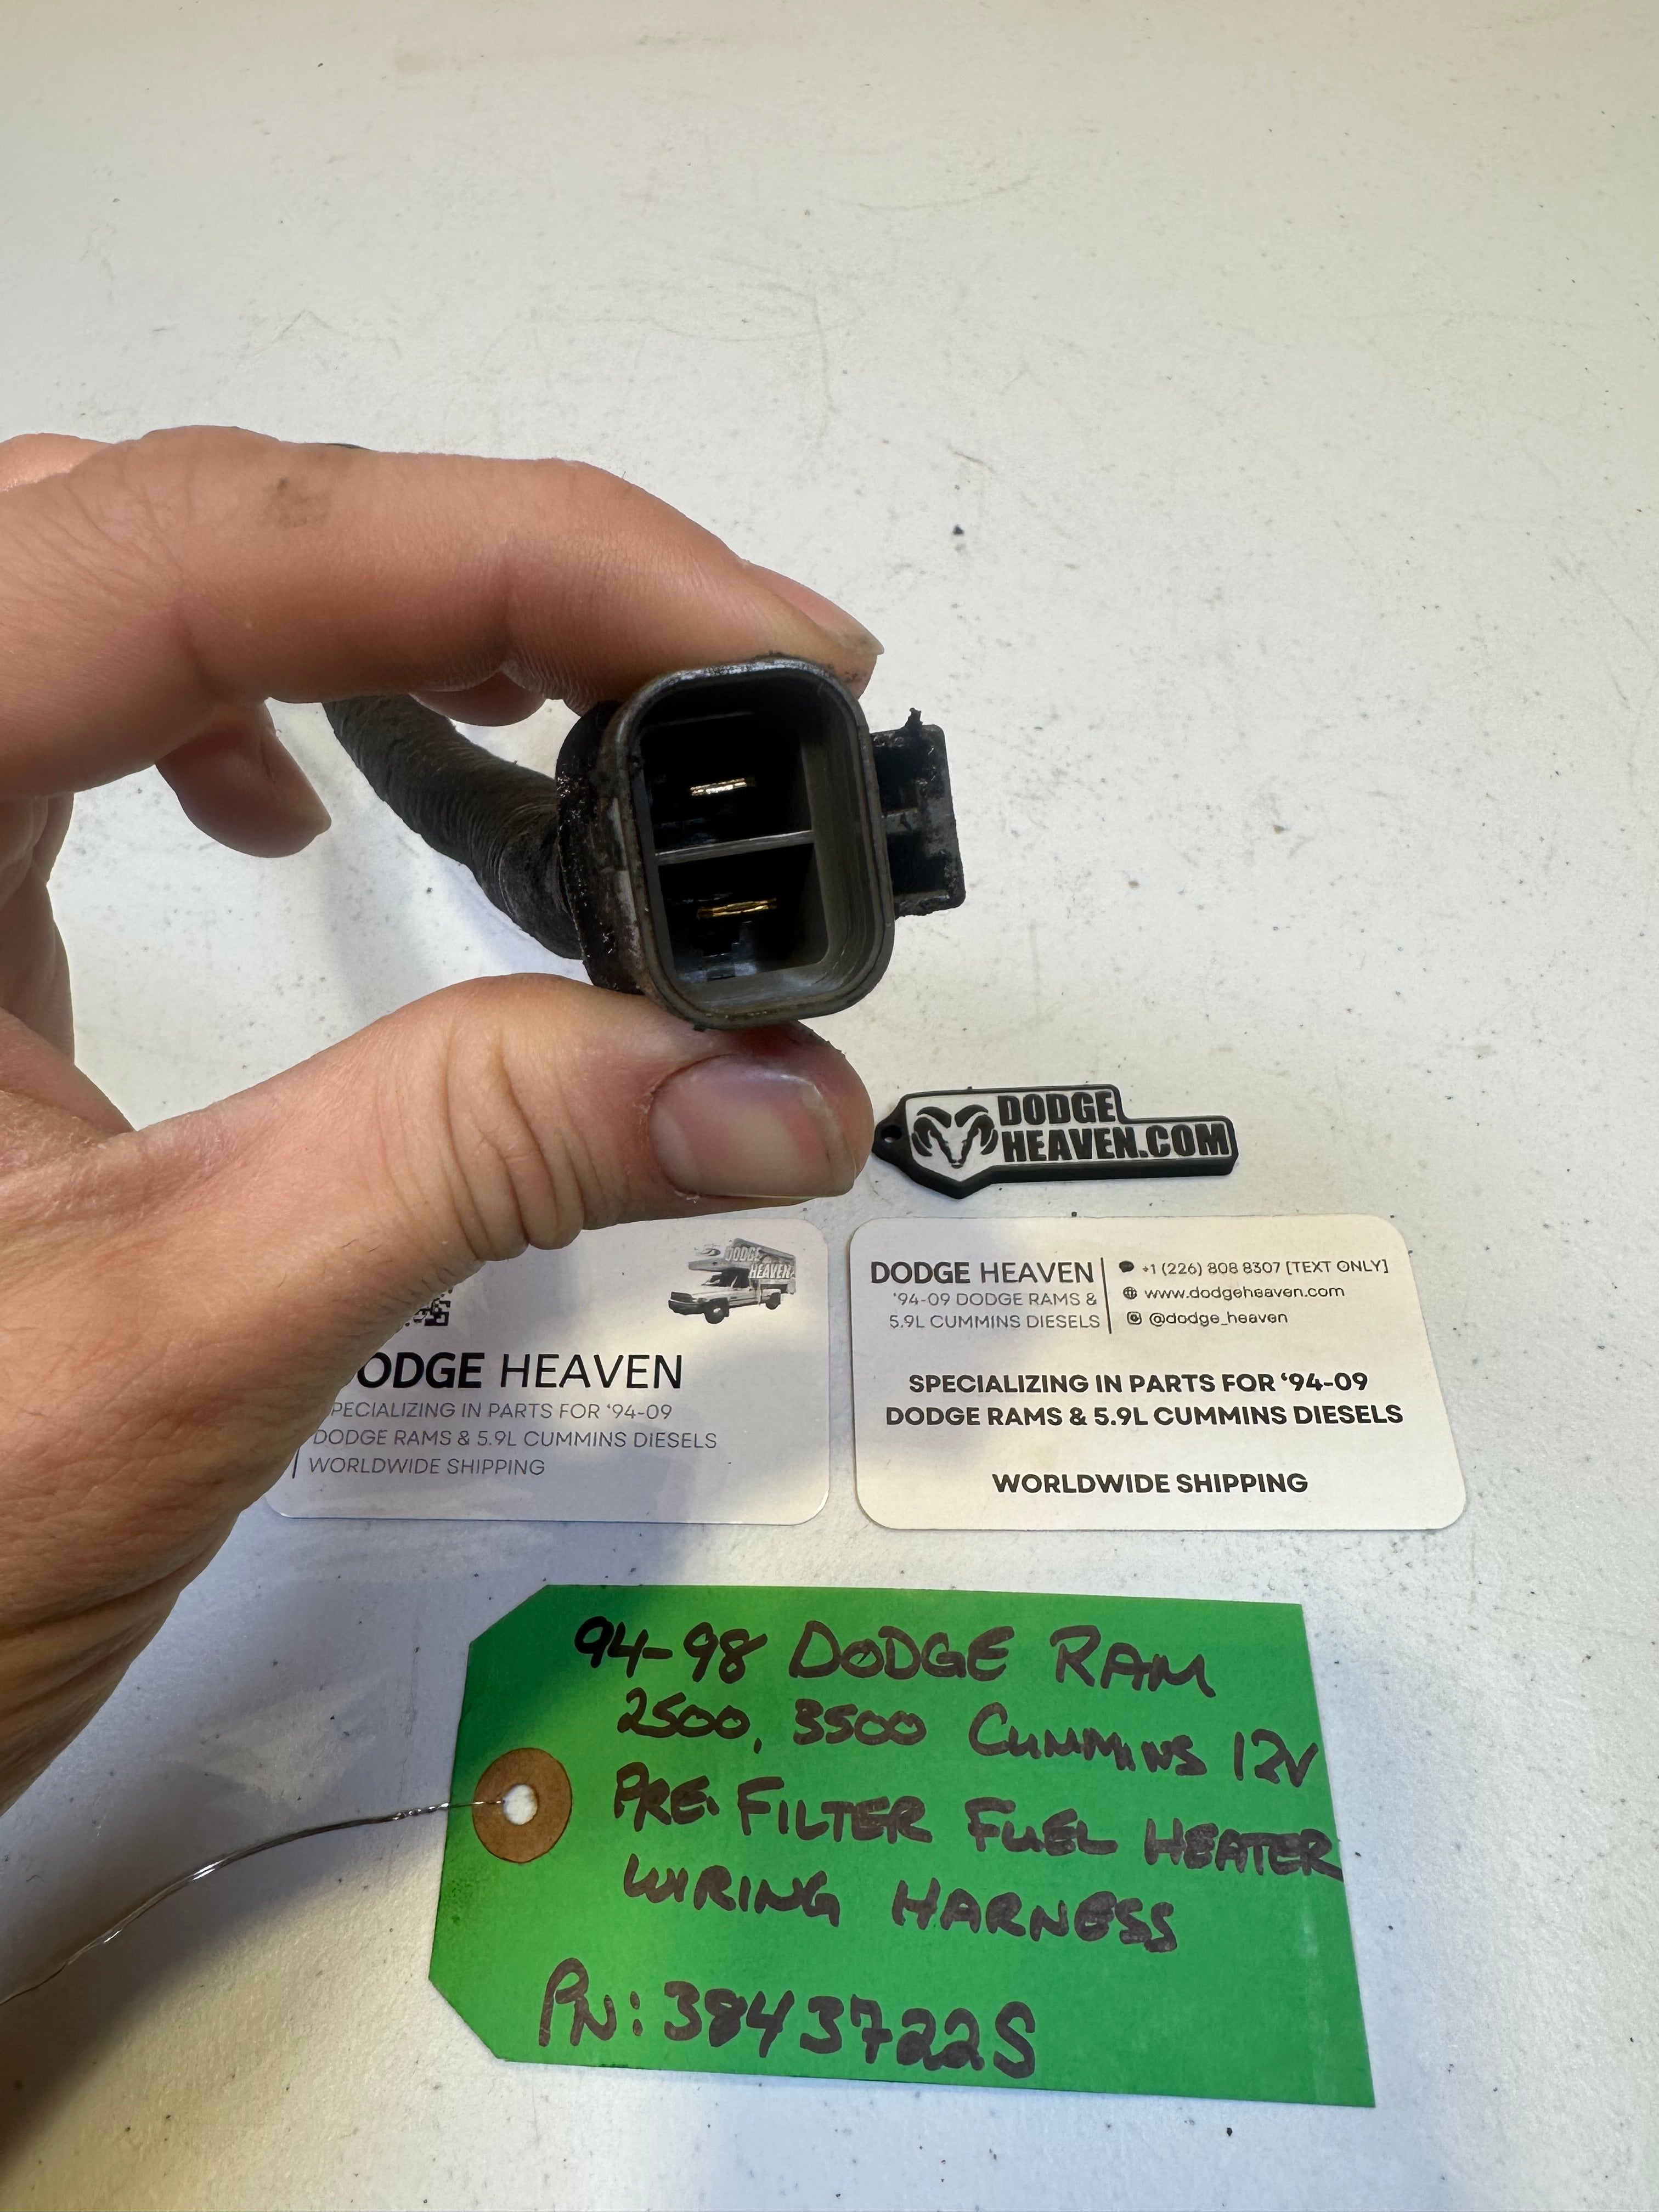 DODGE
HEAVEN.COM
DODGE
HEAVEN
ODGE HEAVEN
PECIALIZING IN PARTS FOR ‘94-09
DODGE RAMS & 5.9L CUMMINS DIESELS
WORLDWIDE SHIPPING
DODGE HEAVEN
'94-09 DODGE RAMS &
5.9L CUMMINS DIESELS
+1 (226) 808 8307 [TEXT ONLY]
www.dodgeheaven.com
@dodge_heaven
SPECIALIZING IN PARTS FOR ‘94-09
DODGE RAMS & 5.9L CUMMINS DIESELS
WORLDWIDE SHIPPING
94-98 DODGE RAM
2500, 3500 CUMMINS 12V
PRE. FILTER FUEL HEATER
WIRING HARNESS
PN: 3843722S